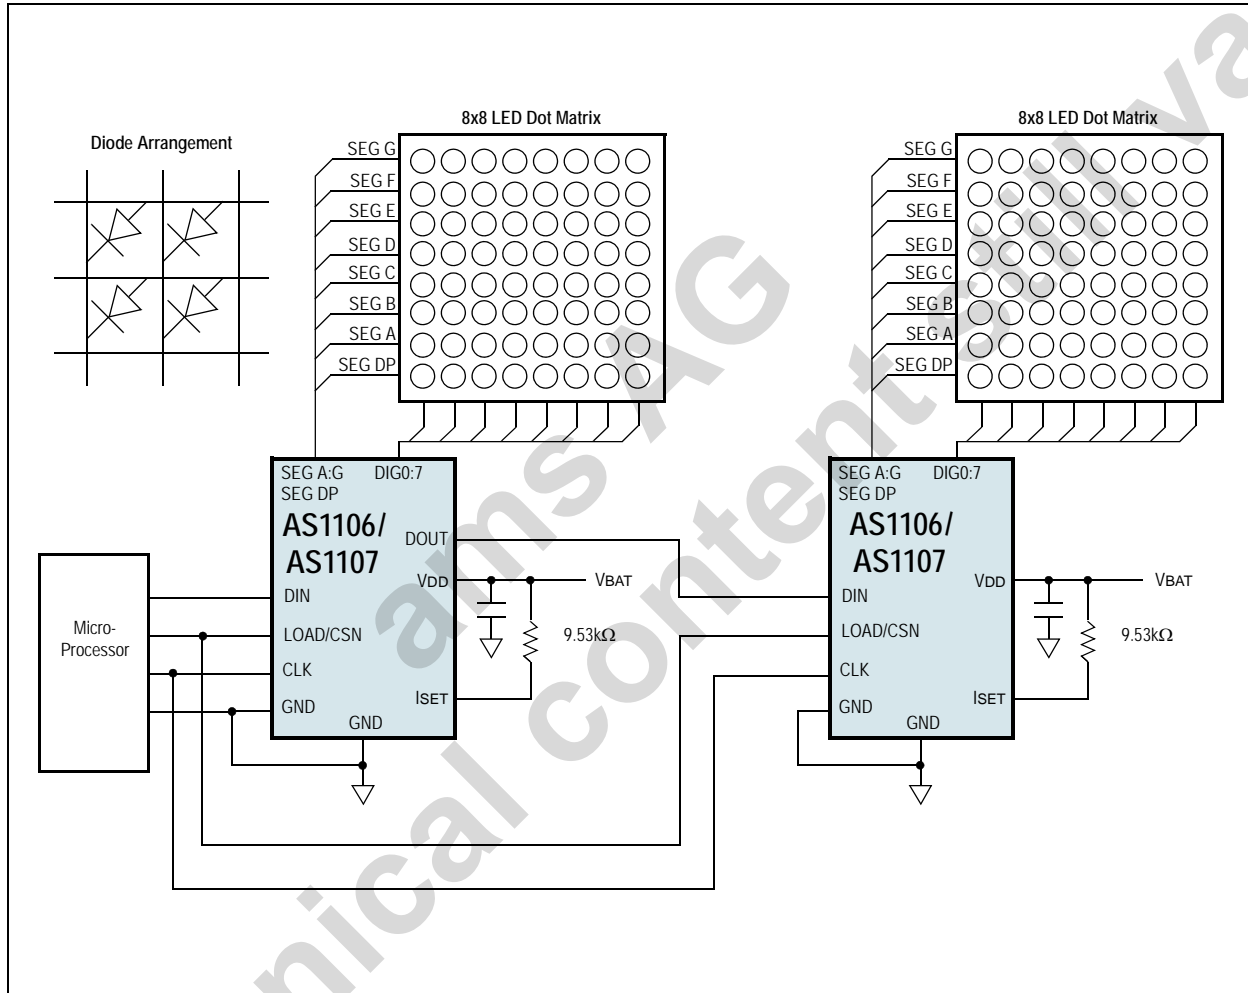 8x8 LED Dot Matrix
8x8 LED Dot Matrix
Diode Arrangement
SEG G
SEG F
SEG E
SEG D
SEG C
SEG B
SEG A
SEG DP
SEG G
SEG F
SEG E
SEG D
SEG C
SEG B
SEG A
SEG DP
SEG A:G DIG0:7
SEG DP
AS1106/
AS1107
DOUT
VDD
VBAT
DIN
LOAD/CSN
9.53kΩ
CLK
ISET
GND
GND
Micro-
Processor
SEG A:G DIG0:7
SEG DP
AS1106/
AS1107
VDD
VBAT
DIN
LOAD/CSN
9.53kΩ
CLK
ISET
GND
GND
ams AG
nical content still va